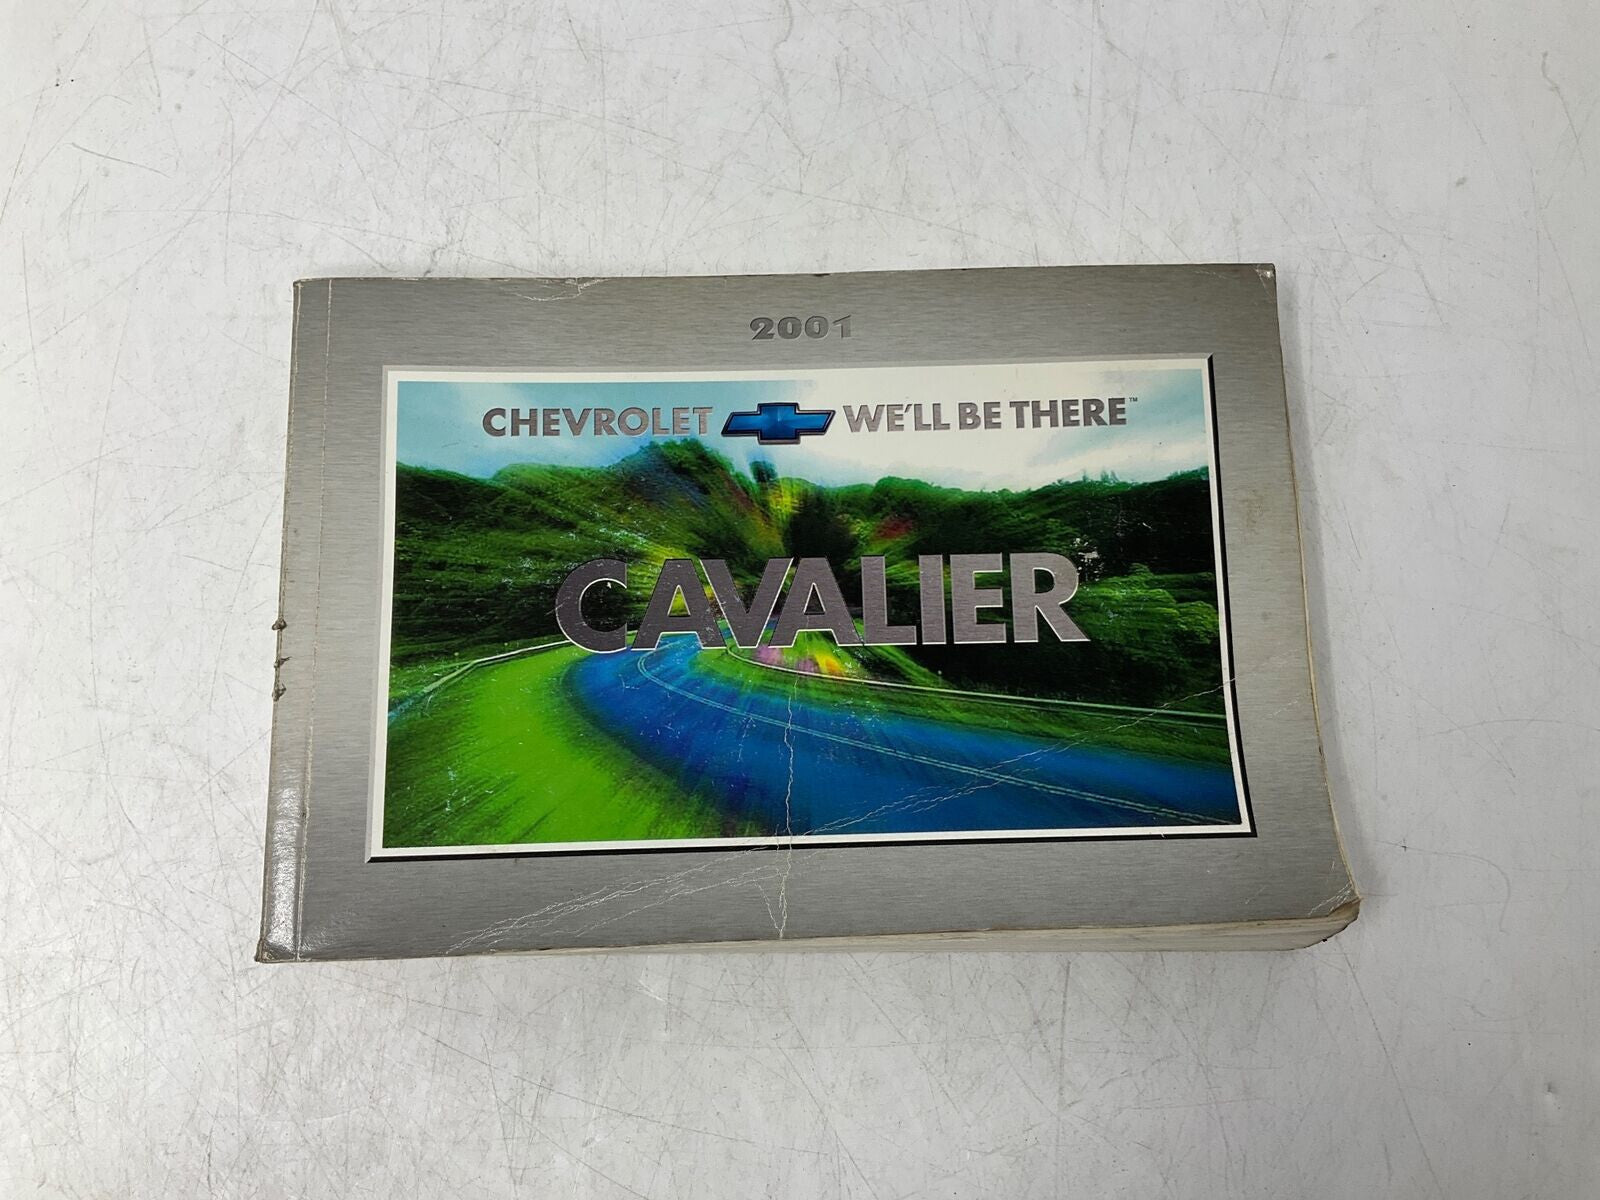 2001
CHEVROLET WE'LL BE THERE™
CAVALIER